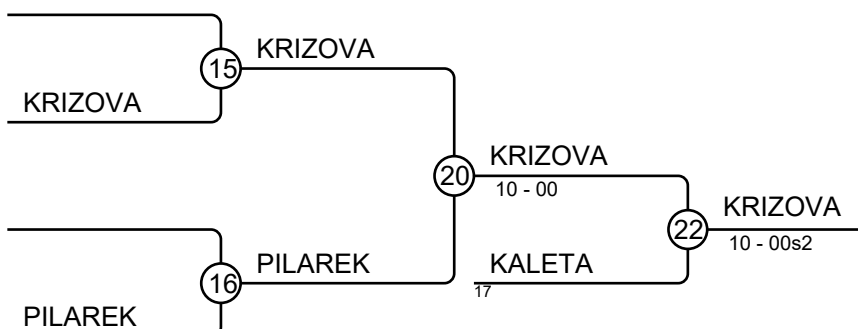 KRIZOVA
15
KRIZOVA
KRIZOVA
20
10 - 00
KRIZOVA
22
10 - 00s2
PILAREK
16
KALETA
17
PILAREK